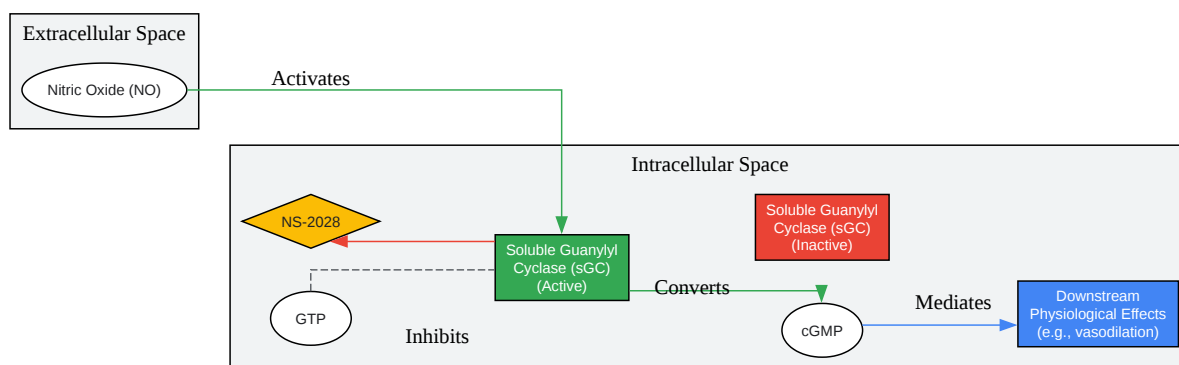 Extracellular Space
Nitric Oxide (NO)
Activates
Intracellular Space
NS-2028
Soluble Guanylyl
Cyclase (sGC)
(Inactive)
Soluble Guanylyl
Cyclase (sGC)
(Active)
GTP
Inhibits
Converts
cGMP
Mediates
Downstream
Physiological Effects
(e.g., vasodilation)